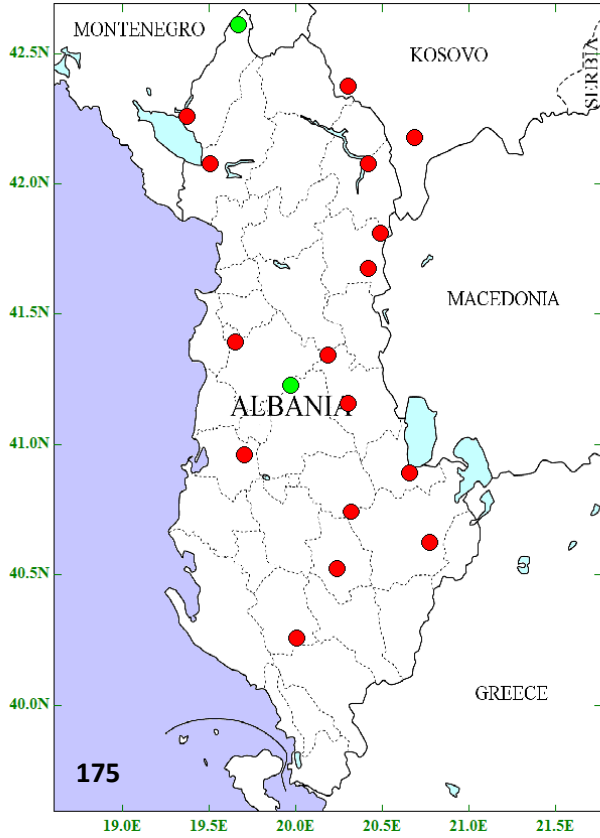 MONTENEGRO
KOSOVO
SERBIA
42.5N
42.0N
41.5N
MACEDONIA
ALBANIA
41.0N
40.5N
40.0N
GREECE
175
19.0E 19.5E 20.0E 20.5E 21.0E 21.5E